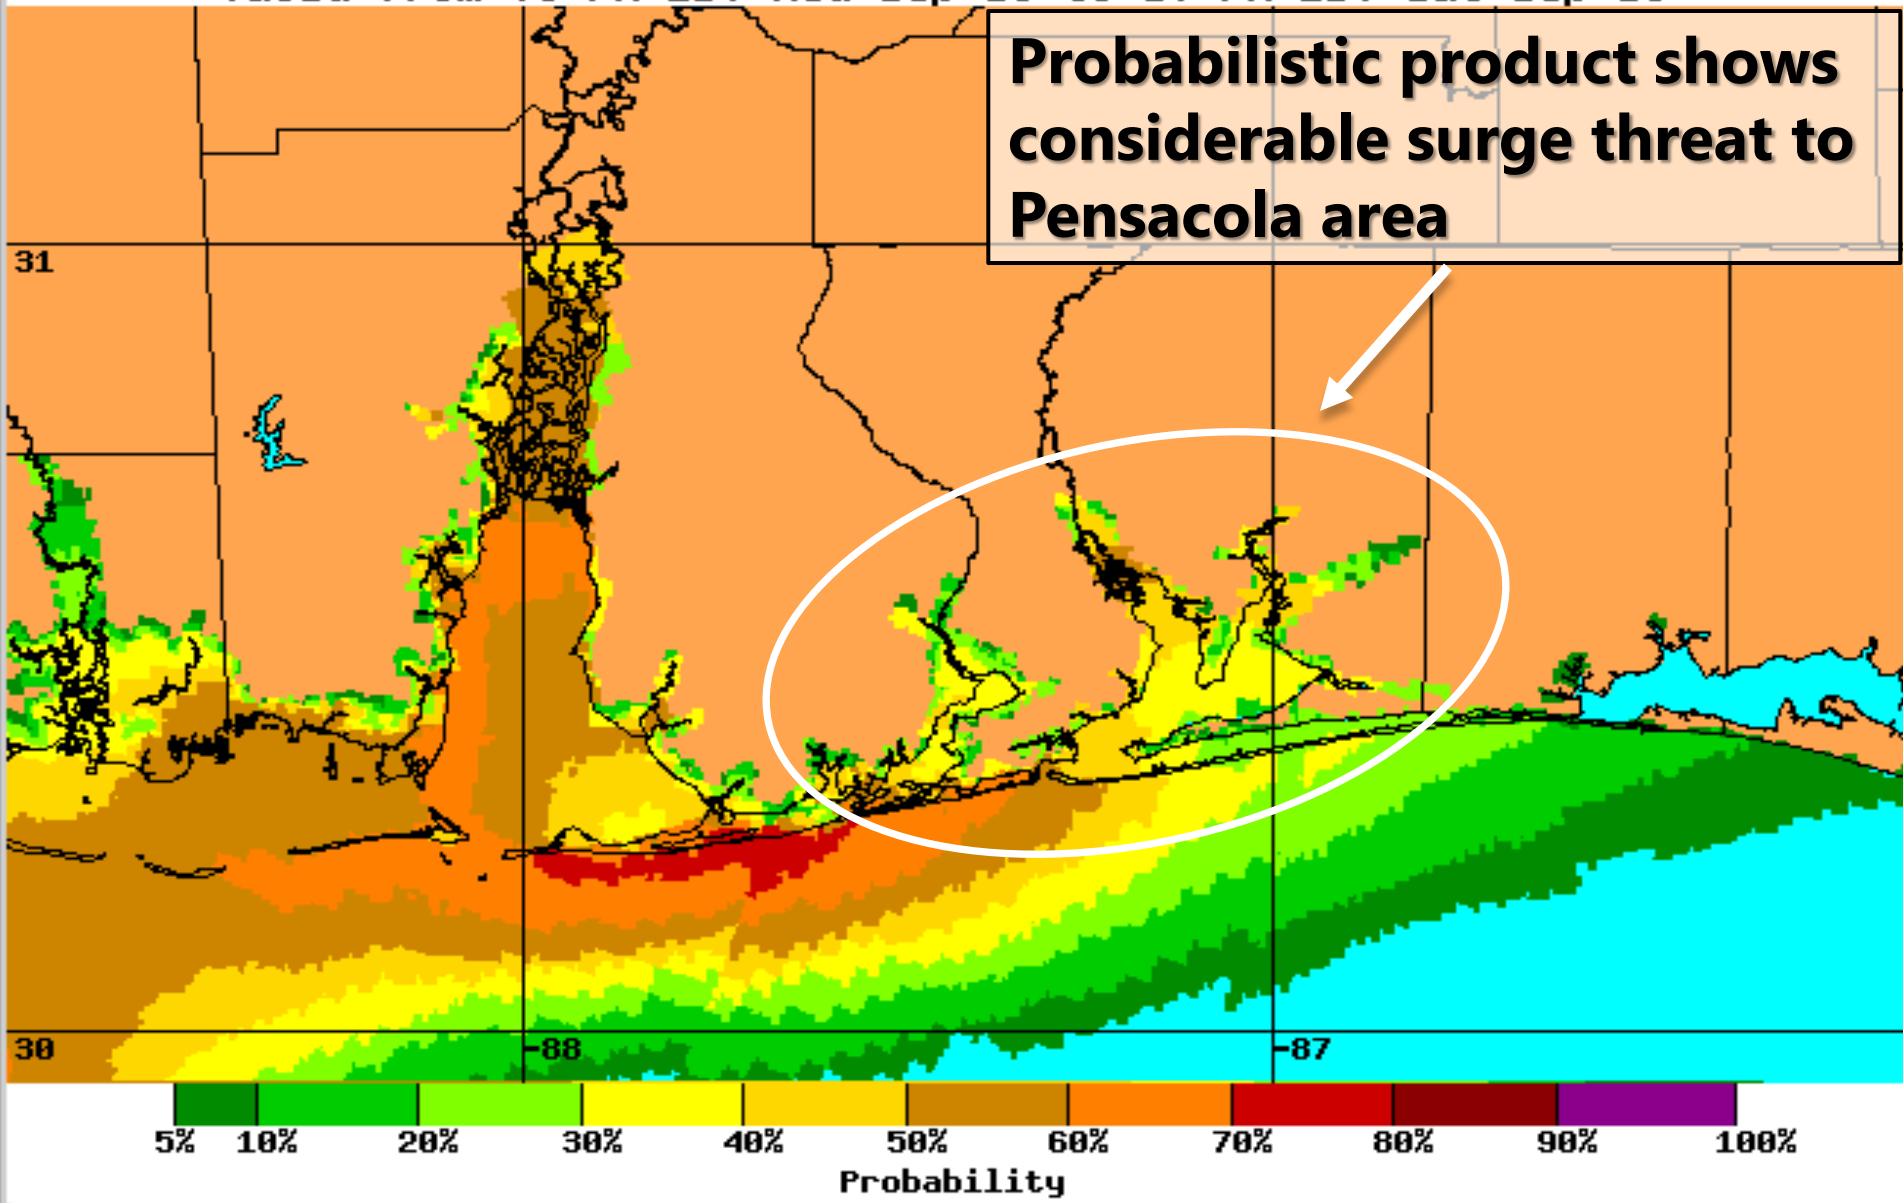 Probabilistic product shows
considerable surge threat to
Pensacola area
31
30
-88
-87
5% 10% 20% 30% 40% 50% 60% 70% 80% 90% 100%
Probability